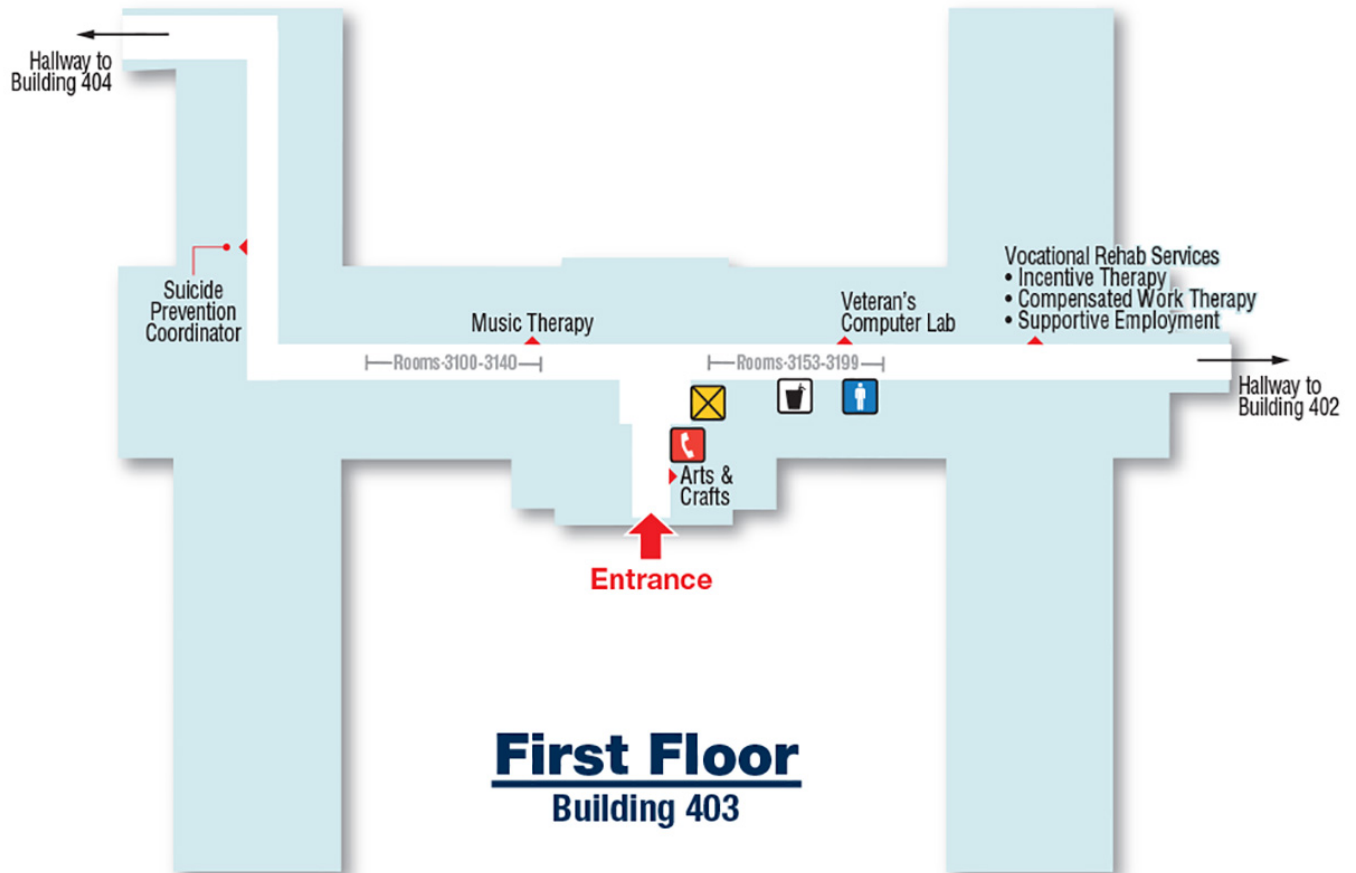 Hallway to
Building 404
Suicide
Prevention
Coordinator
Music Therapy
Veteran's
Computer Lab
Vocational Rehab Services
• Incentive Therapy
• Compensated Work Therapy
• Supportive Employment
Rooms 3100-3140
Rooms 3153-3199
Hallway to
Building 402
Arts &
Crafts
Entrance
First Floor
Building 403